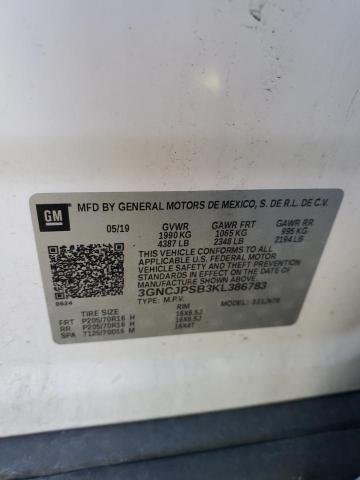 GM
MFD BY GENERAL MOTORS DE MEXICO, S. DE R.L. DE C.V.
05/19 GVWR GAWR FRT GAWR RR
1990 KG 1065 KG 995 KG
4387 LB 2348 LB 2194 LB
THIS VEHICLE CONFORMS TO ALL
APPLICABLE U.S. FEDERAL MOTOR
VEHICLE SAFETY STANDARDS
IN EFFECT ON THE DATE OF
MANUFACTURE SHOWN ABOVE.
3GNCJPSB3KL386783
TYPE: M.P.V. MODEL:
TIRE SIZE RIM
FRT P205/70R16 H 16X6.5J
RR P205/70R16 H 16X6.5J
SPA T125/70D16 M 16X4T